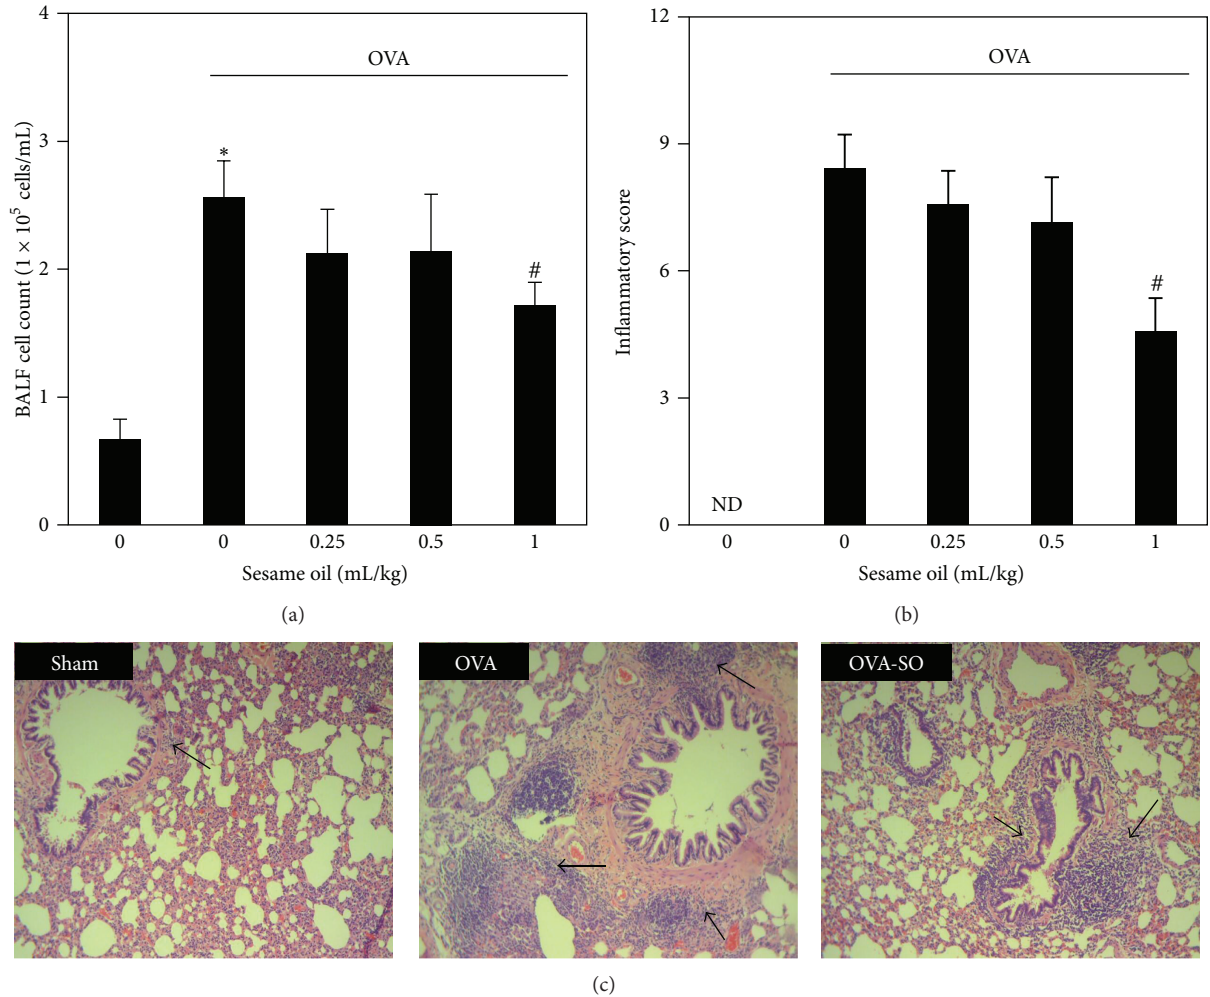 4
3
2
1
0
BALF cell count (1 × 10⁵ cells/mL)
OVA
*
#
0 0 0.25 0.5 1
Sesame oil (mL/kg)
(a)
12
9
6
3
0
Inflammatory score
OVA
#
ND
0 0 0.25 0.5 1
Sesame oil (mL/kg)
(b)
Sham
OVA
OVA-SO
(c)